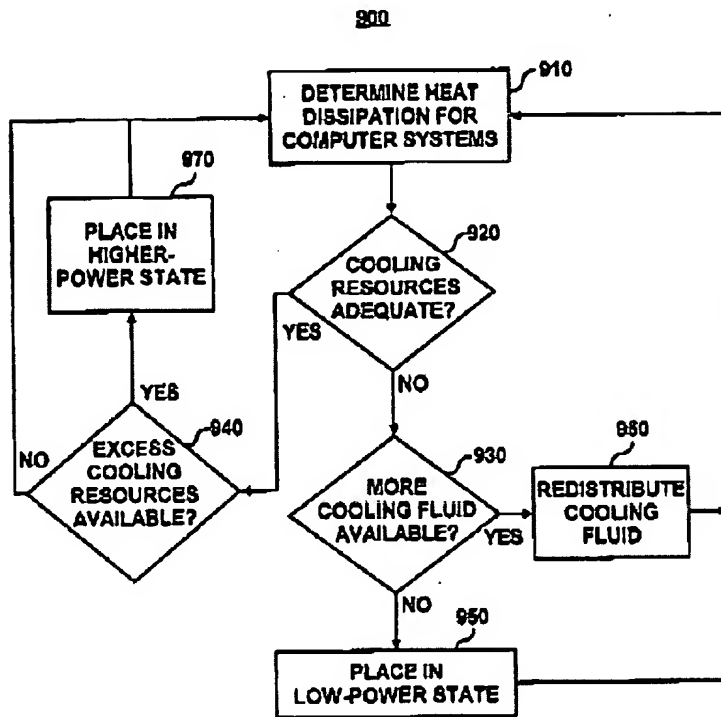 900
910
DETERMINE HEAT
DISSIPATION FOR
COMPUTER SYSTEMS
970
PLACE IN
HIGHER-
POWER STATE
920
COOLING
RESOURCES
ADEQUATE?
YES
NO
YES
940
NO
EXCESS
COOLING
RESOURCES
AVAILABLE?
930
MORE
COOLING FLUID
AVAILABLE?
YES
950
REDISTRIBUTE
COOLING
FLUID
NO
950
PLACE IN
LOW-POWER STATE